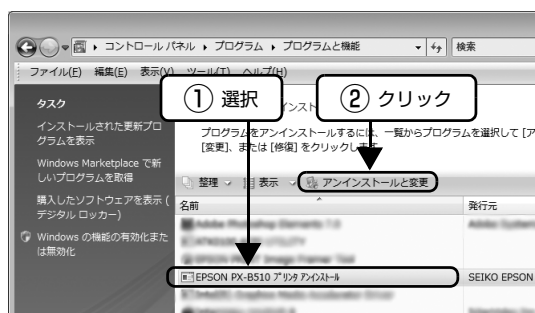 コントロール パネル ▸ プログラム ▸ プログラムと機能
検索
ファイル(F) 編集(E) 表示(V) ツール(T) ヘルプ(H)
① 選択
② クリック
タスク
インストールされた更新プロ
グラムを表示
Windows Marketplace で新
しいプログラムを取得
購入したソフトウェアを表示 (
デジタル ロッカー)
Windows の機能の有効化また
は無効化
インスト
プログラムをアンインストールするには、一覧からプログラムを選択して [ア
[変更]、または [修復] をクリックします。
整理 表示 アンインストールと変更
名前 発行元
EPSON PX-B510 プリンタ アンインストール SEIKO EPSON